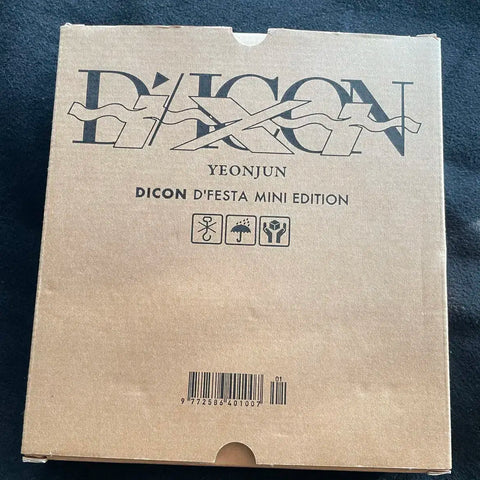 D'ICON
YEONJUN
DICON D'FESTA MINI EDITION
01
9 772586 401007